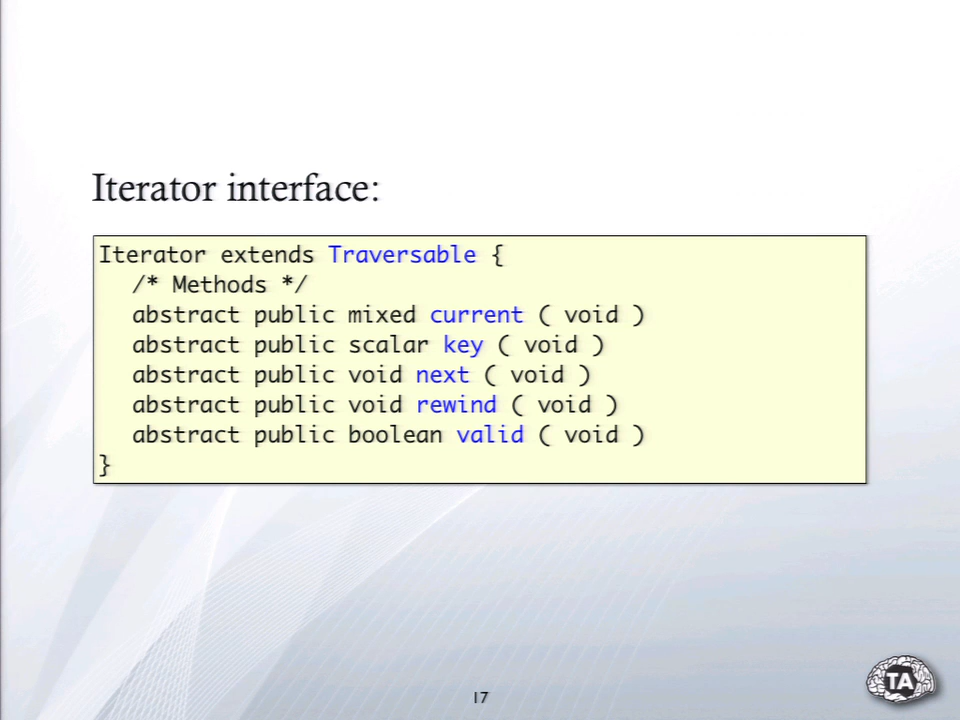 Iterator interface:
Iterator extends Traversable {
/* Methods */
abstract public mixed current ( void )
abstract public scalar key ( void )
abstract public void next ( void )
abstract public void rewind ( void )
abstract public boolean valid ( void )
}
17
TA